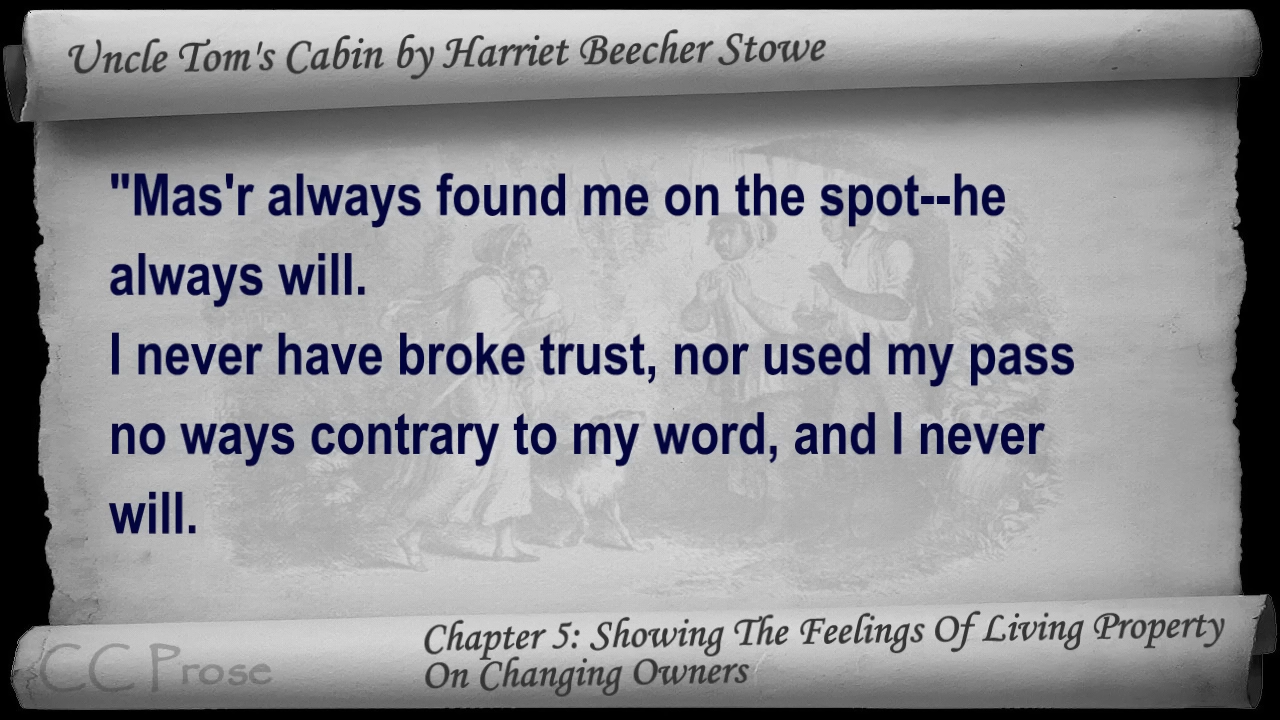 Uncle Tom's Cabin by Harriet Beecher Stowe
"Mas'r always found me on the spot--he
always will.
I never have broke trust, nor used my pass
no ways contrary to my word, and I never
will.
Chapter 5: Showing The Feelings Of Living Property
On Changing Owners
CC Prose